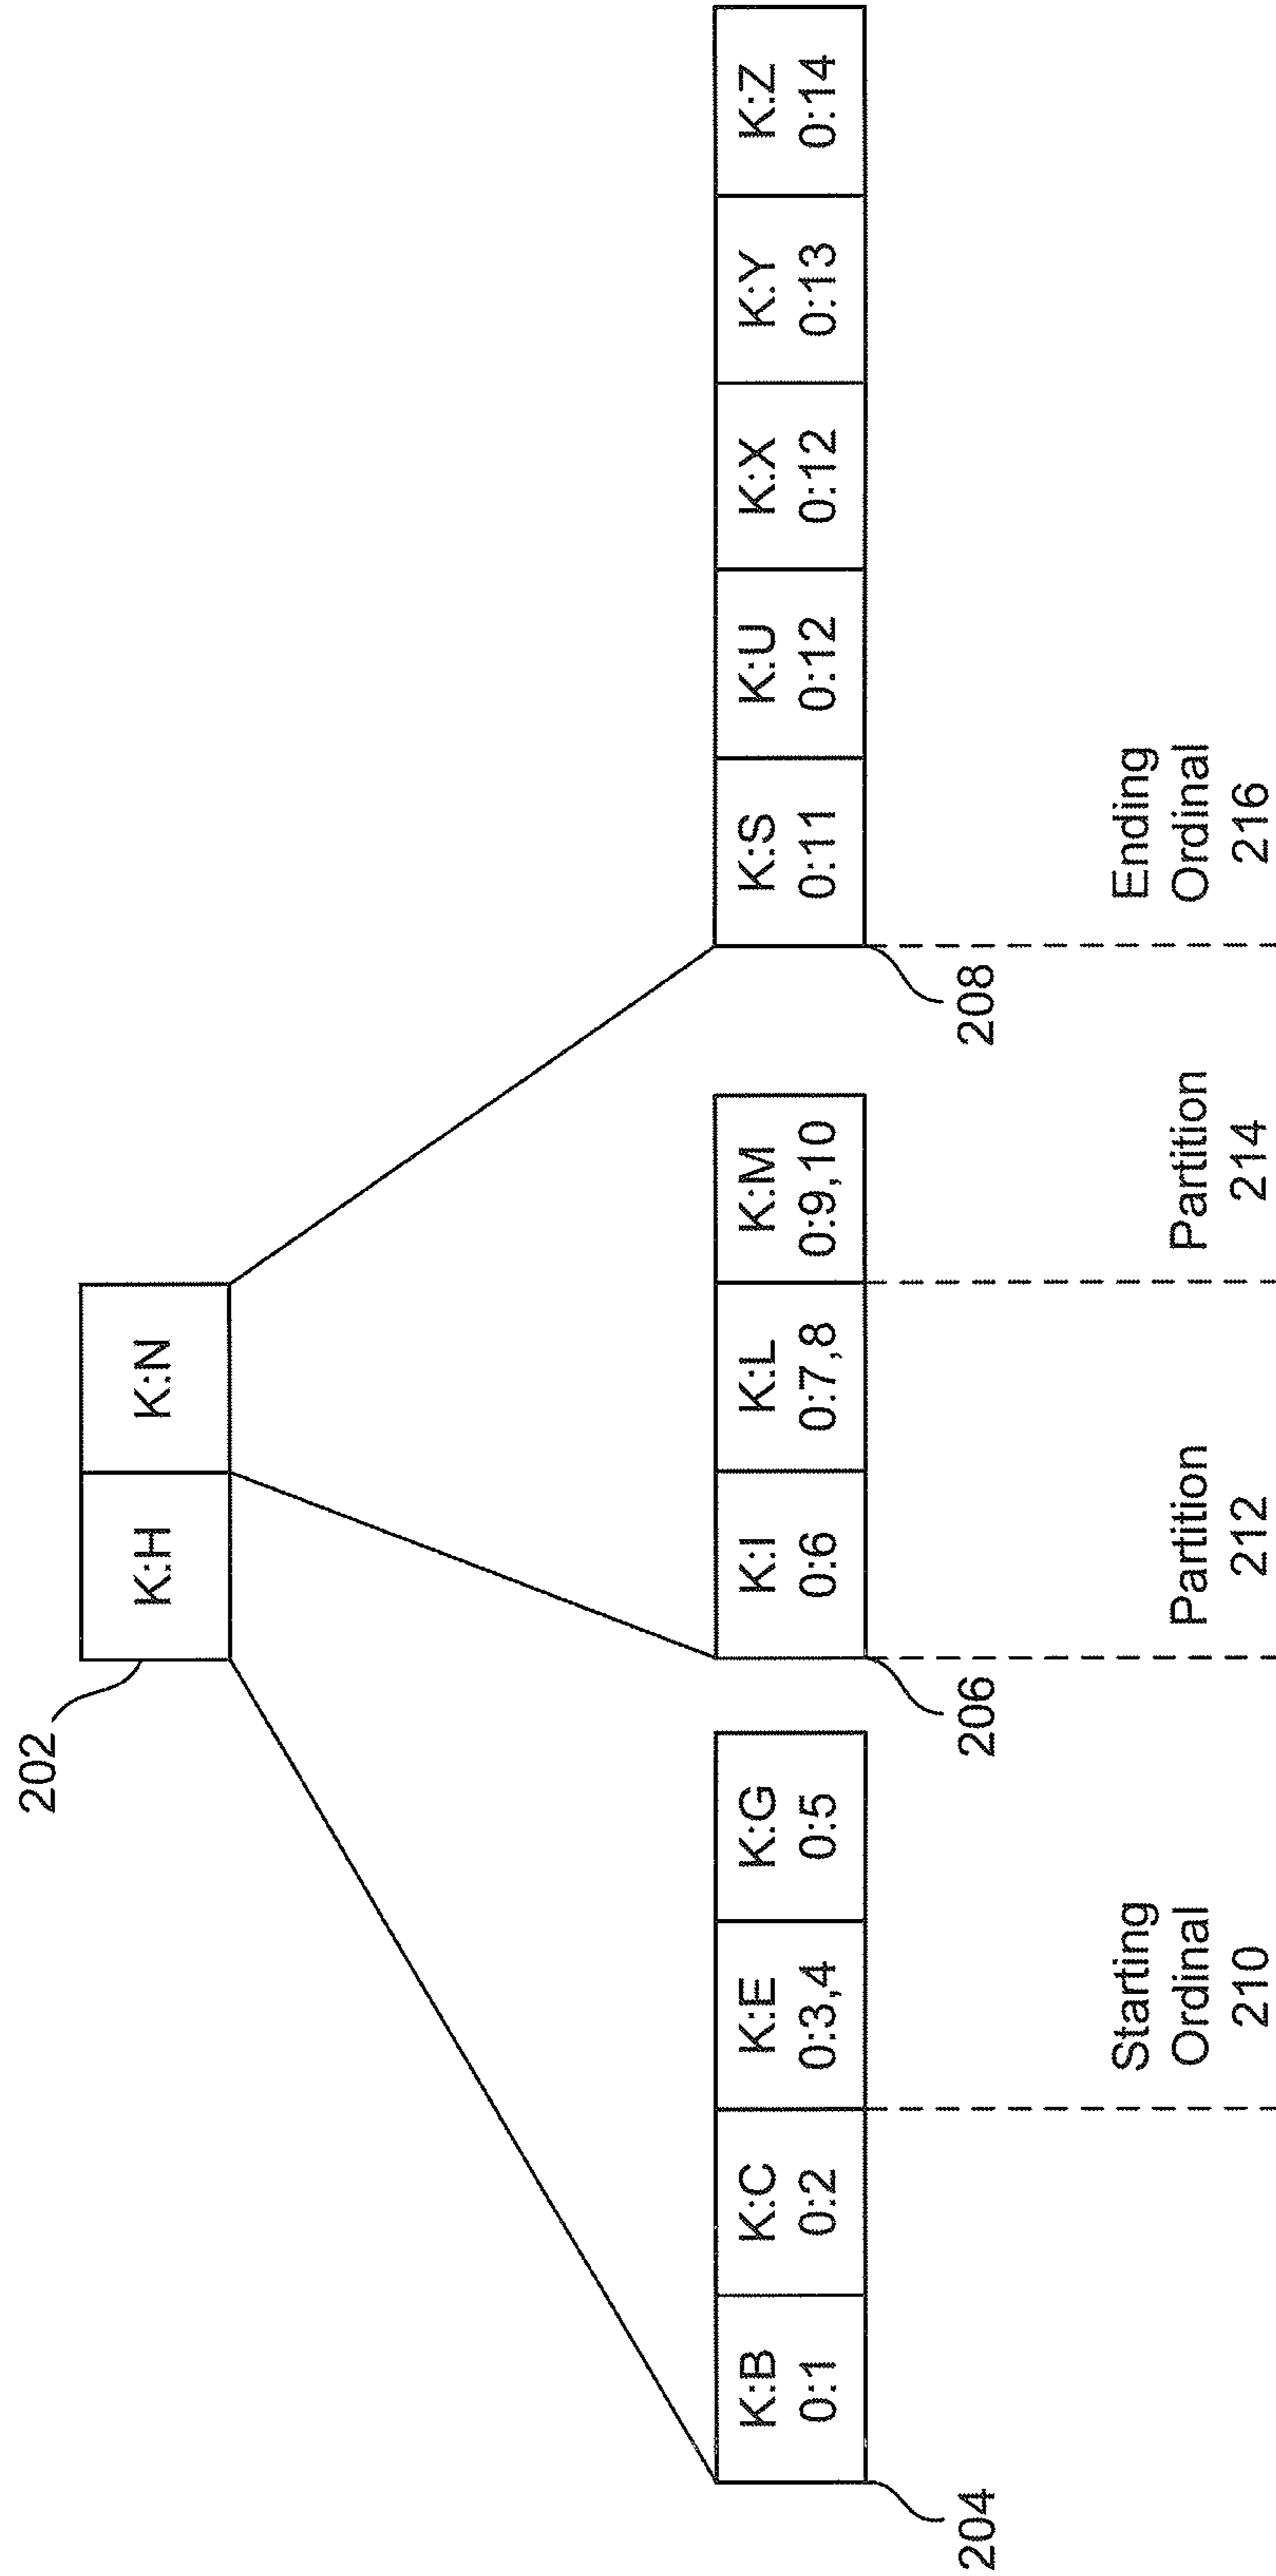 202
K:H
K:N
K:B
0:1
K:C
0:2
K:E
0:3,4
K:G
0:5
K:I
0:6
K:L
0:7,8
K:M
0:9,10
K:S
0:11
K:U
0:12
K:X
0:12
K:Y
0:13
K:Z
0:14
204
206
208
Starting
Ordinal
210
Partition
212
Partition
214
Ending
Ordinal
216